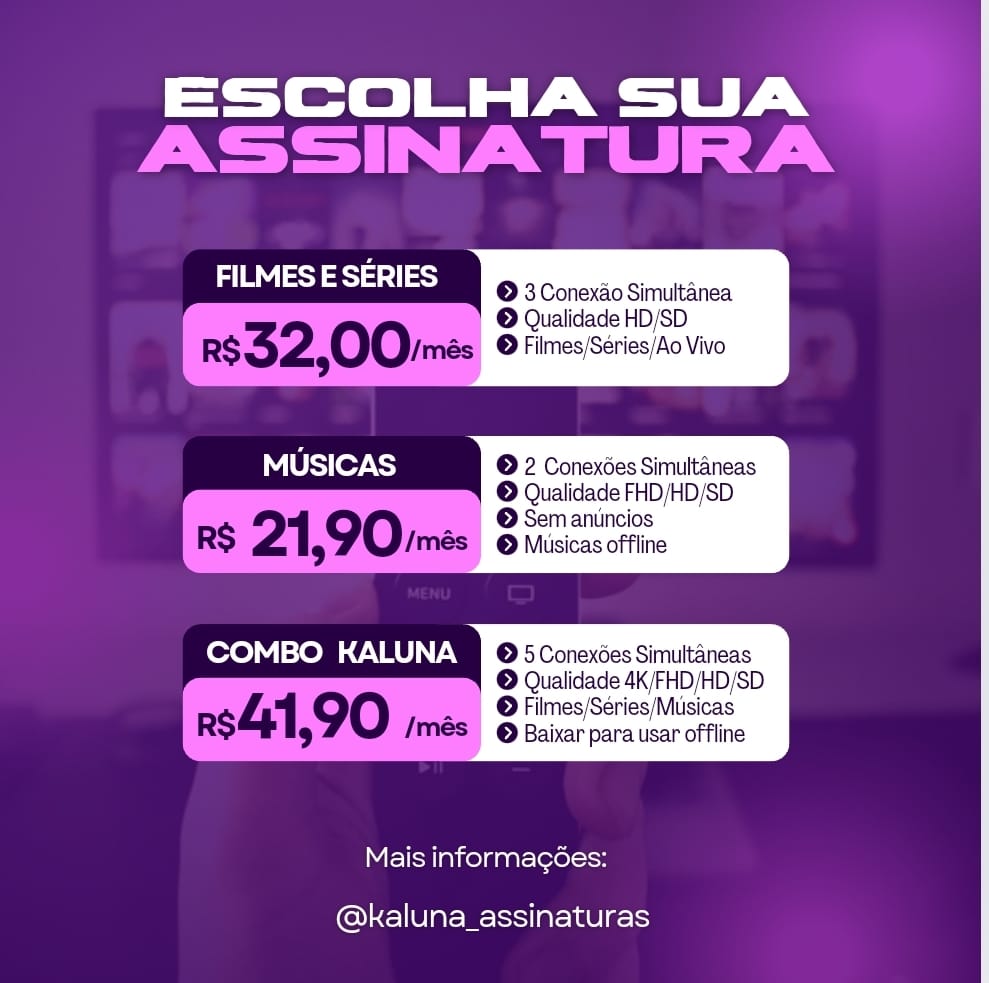 ESCOLHA SUA
ASSINATURA
FILMES E SÉRIES
R$32,00/mês
3 Conexão Simultânea
Qualidade HD/SD
Filmes/Séries/Ao Vivo
MÚSICAS
R$ 21,90/mês
2 Conexões Simultâneas
Qualidade FHD/HD/SD
Sem anúncios
Músicas offline
MENU
COMBO KALUNA
R$41,90 /mês
5 Conexões Simultâneas
Qualidade 4K/FHD/HD/SD
Filmes/Séries/Músicas
Baixar para usar offline
Mais informações:
@kaluna_assinaturas